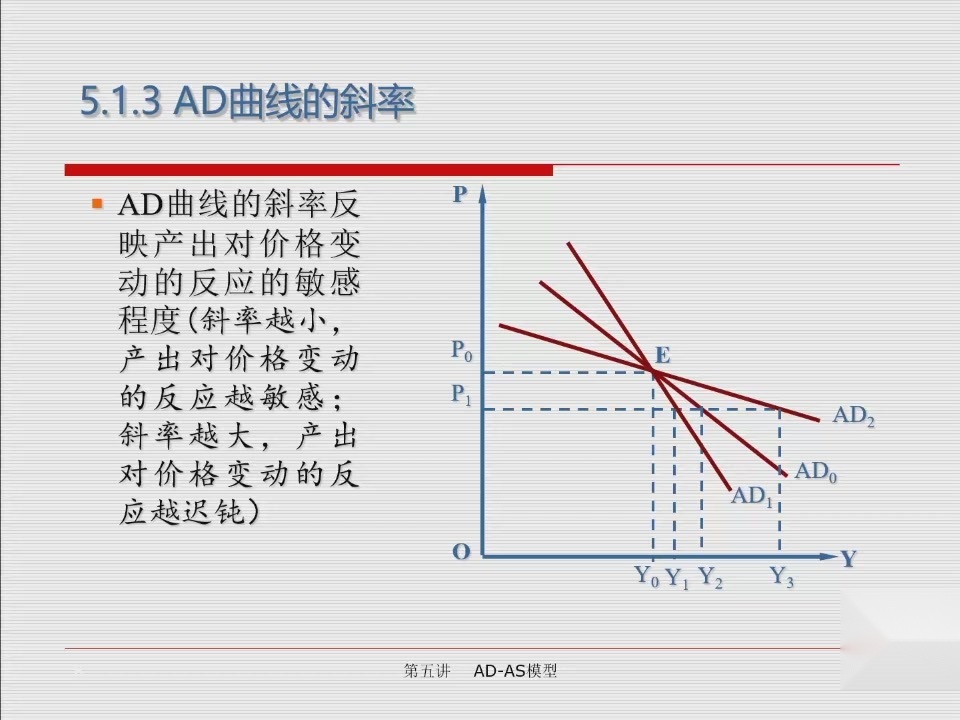 5.1.3 AD曲线的斜率
AD曲线的斜率反
映产出对价格变
动的反应的敏感
程度(斜率越小，
产出对价格变动
的反应越敏感；
斜率越大，产出
对价格变动的反
应越迟钝)
P
P₀
P₁
E
AD₂
AD₀
AD₁
O
Y
Y₀ Y₁ Y₂ Y₃
第五讲 AD-AS模型